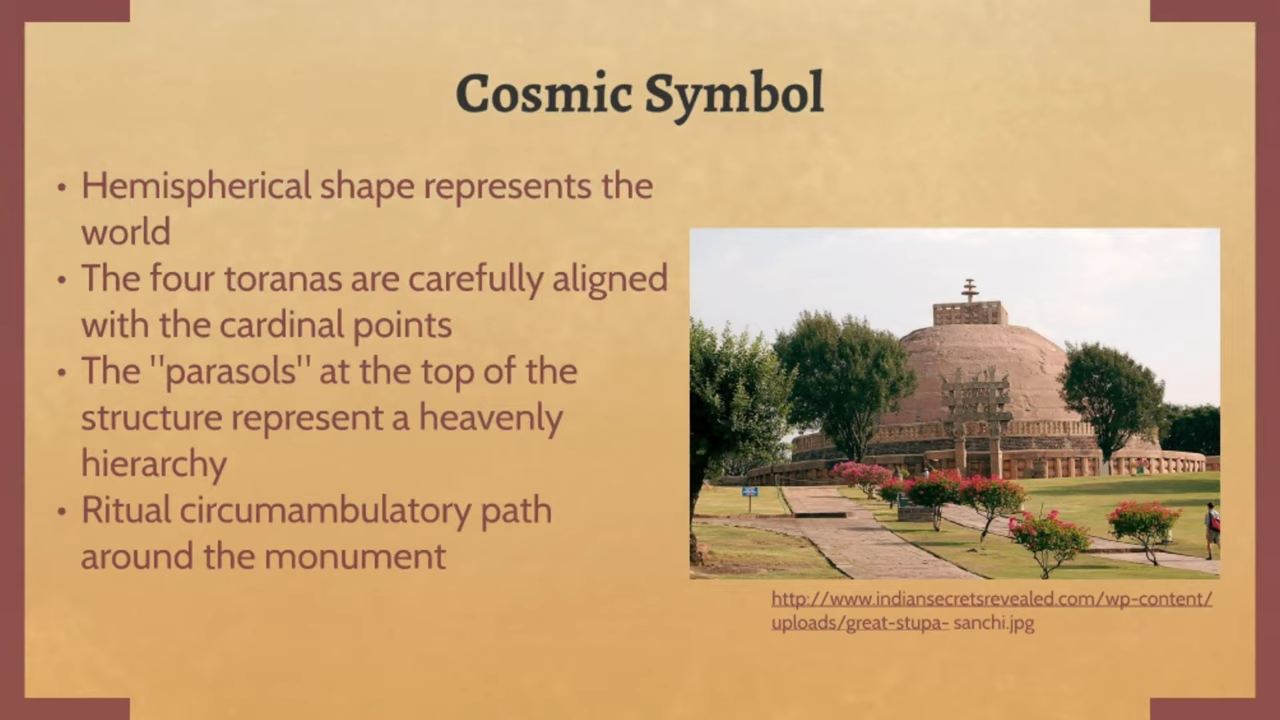 Cosmic Symbol
• Hemispherical shape represents the
world
• The four toranas are carefully aligned
with the cardinal points
• The "parasols" at the top of the
structure represent a heavenly
hierarchy
• Ritual circumambulatory path
around the monument
http://www.indiansecretsrevealed.com/wp-content/
uploads/great-stupa- sanchi.jpg